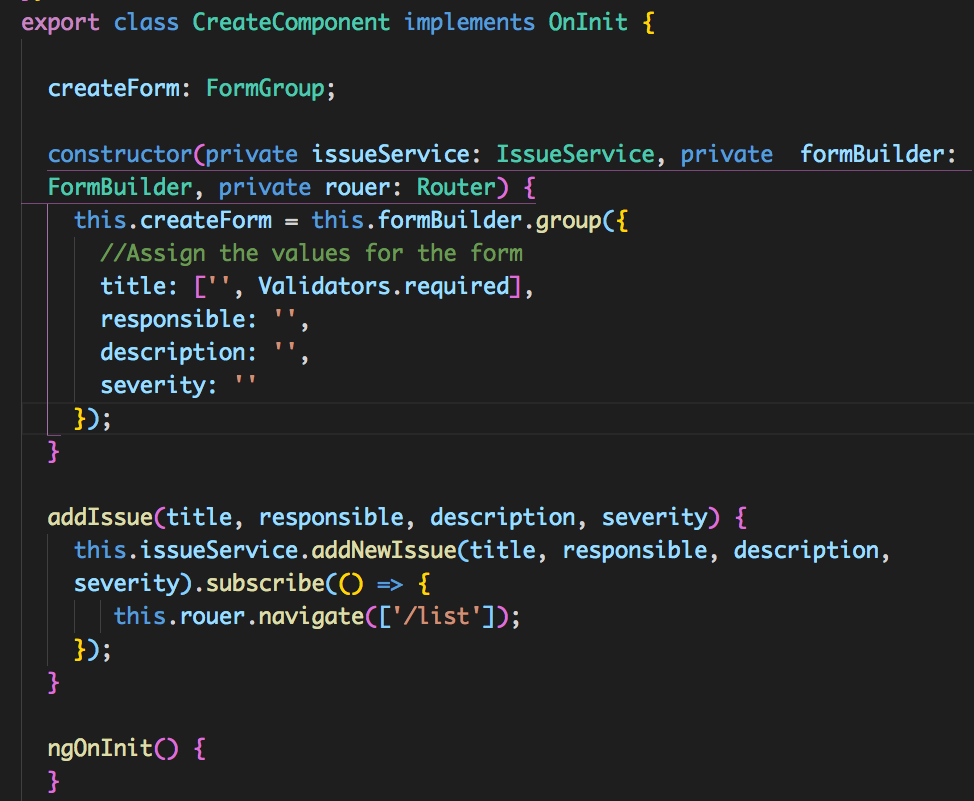 export class CreateComponent implements OnInit {
createForm: FormGroup;
constructor(private issueService: IssueService, private  formBuilder:
FormBuilder, private rouer: Router) {
this.createForm = this.formBuilder.group({
//Assign the values for the form
title: ['', Validators.required],
responsible: '',
description: '',
severity: ''
});
}
addIssue(title, responsible, description, severity) {
this.issueService.addNewIssue(title, responsible, description,
severity).subscribe(() => {
this.rouer.navigate(['/list']);
});
}
ngOnInit() {
}